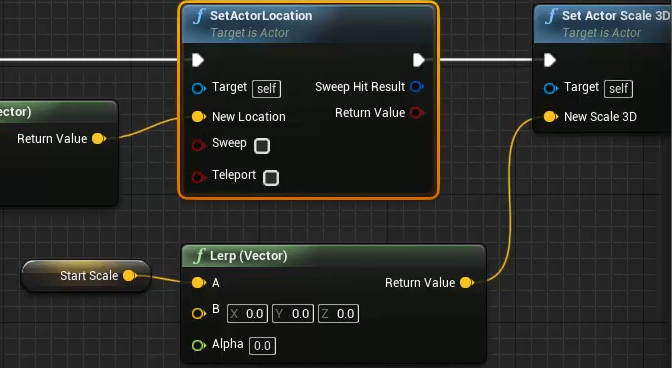 SetActorLocation
Target is Actor
Target self
Sweep Hit Result
New Location
Return Value
Sweep
Teleport
Set Actor Scale 3D
Target is Actor
Target self
New Scale 3D
ector)
Return Value
Start Scale
Lerp (Vector)
A
Return Value
B X 0.0 Y 0.0 Z 0.0
Alpha 0.0